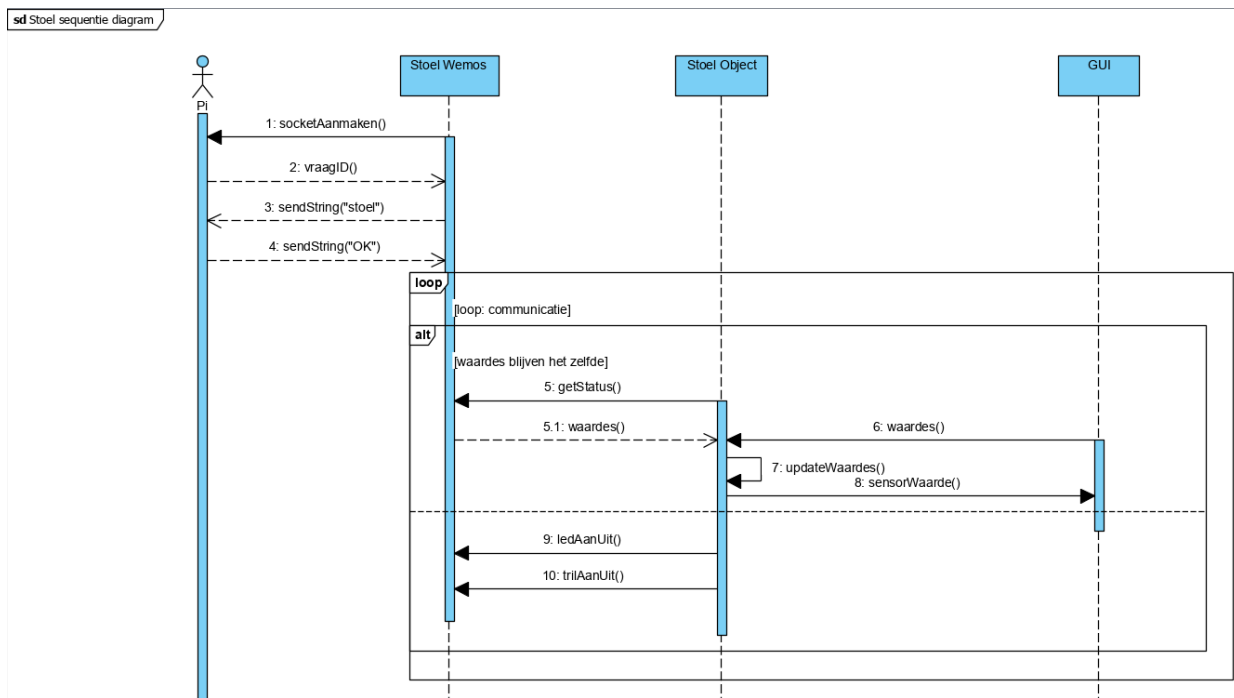 sd Stoel sequentie diagram
Pi
Stoel Wemos
Stoel Object
GUI
1: socketAanmaken()
2: vraagID()
3: sendString("stoel")
4: sendString("OK")
loop
[loop: communicatie]
alt
[waardes blijven het zelfde]
5: getStatus()
5.1: waardes()
6: waardes()
7: updateWaardes()
8: sensorWaarde()
9: ledAanUit()
10: trilAanUit()